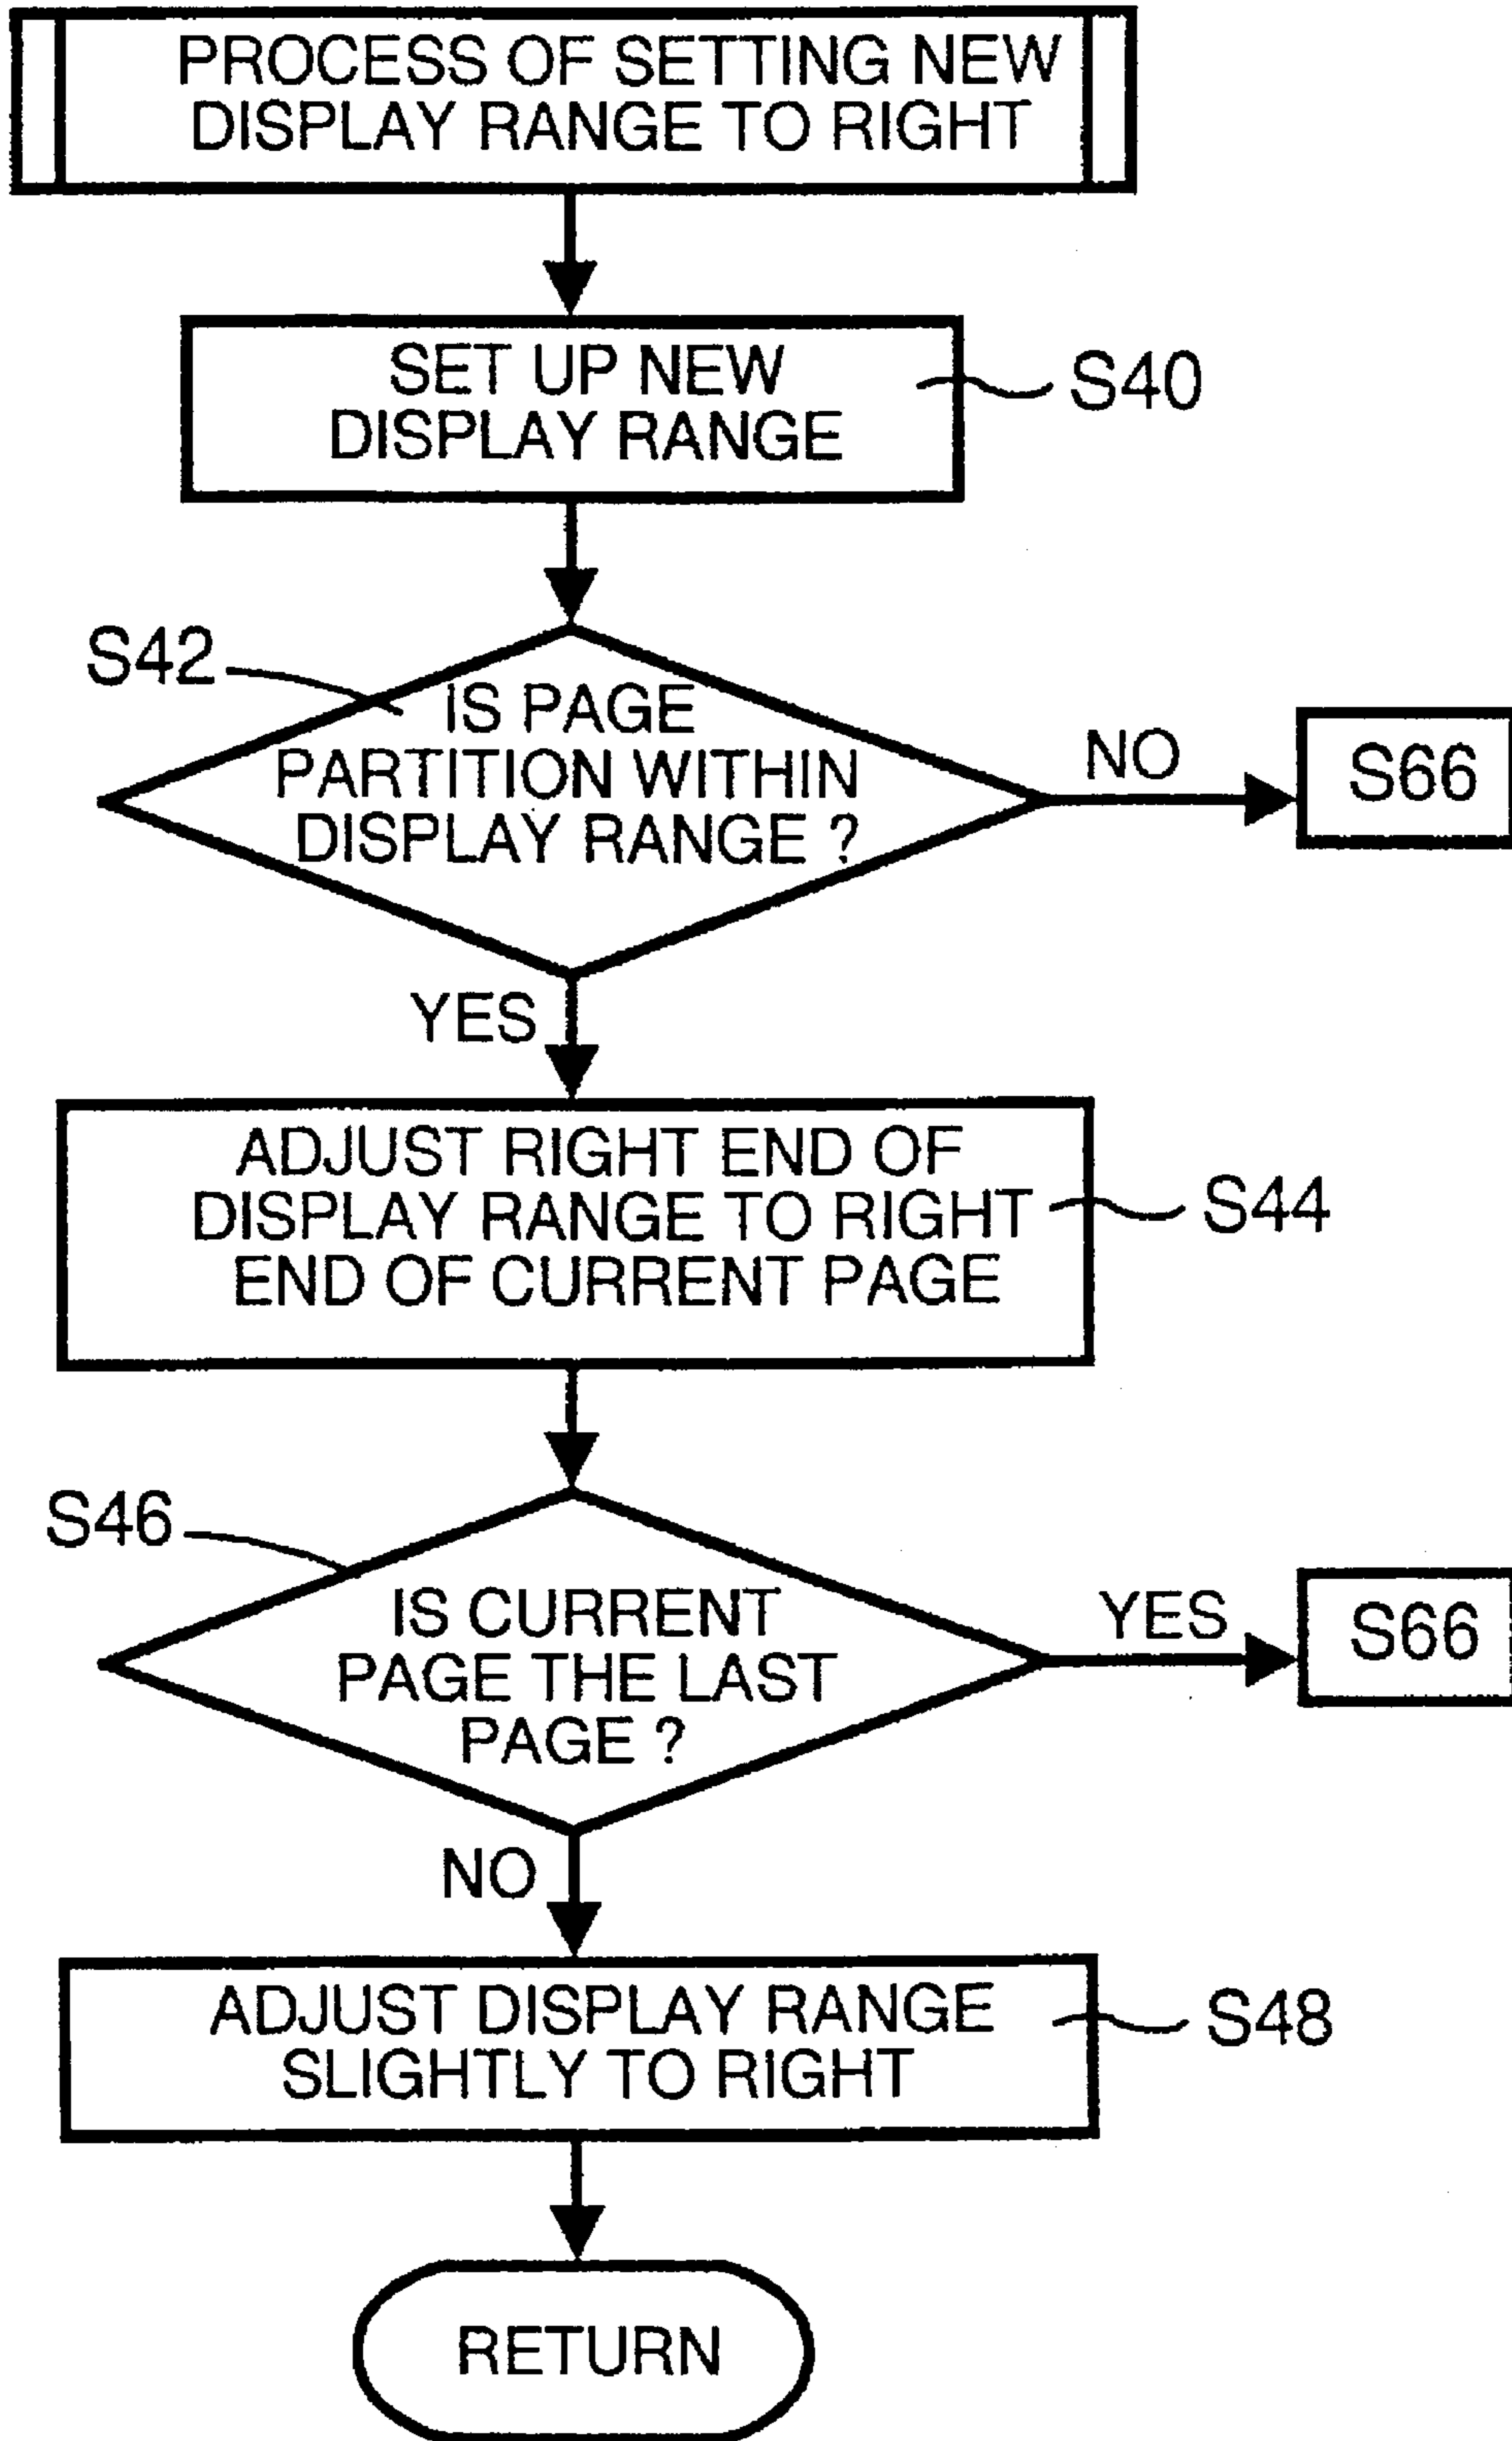 PROCESS OF SETTING NEW
DISPLAY RANGE TO RIGHT
SET UP NEW
DISPLAY RANGE
S40
S42
IS PAGE
PARTITION WITHIN
DISPLAY RANGE ?
NO
S66
YES
ADJUST RIGHT END OF
DISPLAY RANGE TO RIGHT
END OF CURRENT PAGE
S44
S46
IS CURRENT
PAGE THE LAST
PAGE ?
YES
S66
NO
ADJUST DISPLAY RANGE
SLIGHTLY TO RIGHT
S48
RETURN